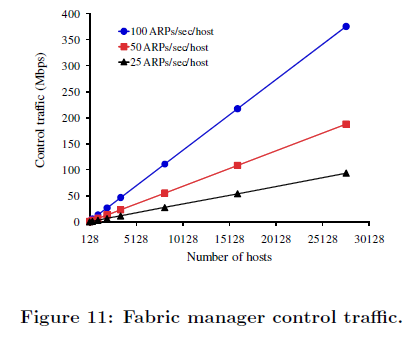 400
350
300
250
200
150
100
50
0
Control traffic (Mbps)
100 ARPs/sec/host
50 ARPs/sec/host
25 ARPs/sec/host
128 5128 10128 15128 20128 25128 30128
Number of hosts
Figure 11: Fabric manager control traffic.